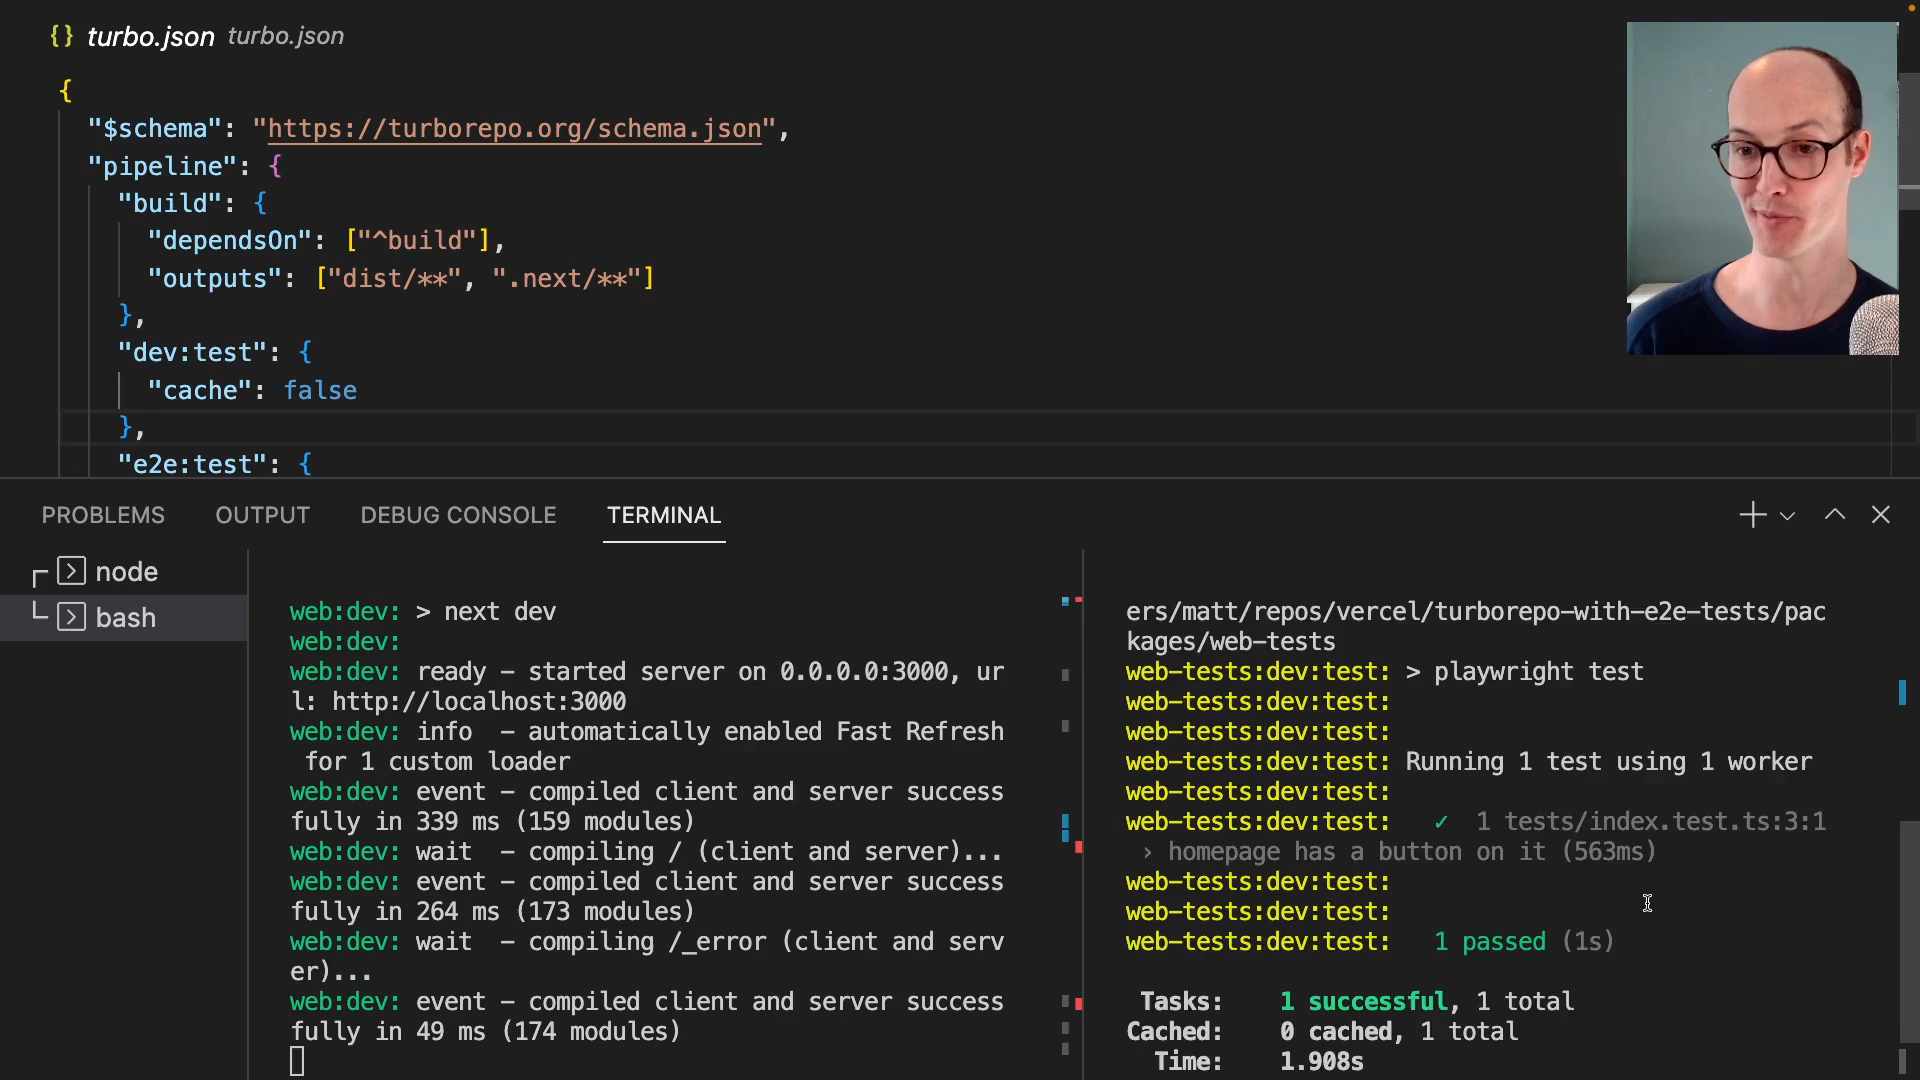 {} turbo.json turbo.json
{
"$schema": "https://turborepo.org/schema.json",
"pipeline": {
"build": {
"dependsOn": ["^build"],
"outputs": ["dist/**", ".next/**"]
},
"dev:test": {
"cache": false
},
"e2e:test": {
PROBLEMS OUTPUT DEBUG CONSOLE TERMINAL
node
bash
web:dev: > next dev
web:dev:
web:dev: ready – started server on 0.0.0.0:3000, ur
l: http://localhost:3000
web:dev: info  – automatically enabled Fast Refresh
for 1 custom loader
web:dev: event – compiled client and server success
fully in 339 ms (159 modules)
web:dev: wait  – compiling / (client and server)...
web:dev: event – compiled client and server success
fully in 264 ms (173 modules)
web:dev: wait  – compiling /_error (client and serv
er)...
web:dev: event – compiled client and server success
fully in 49 ms (174 modules)
ers/matt/repos/vercel/turborepo-with-e2e-tests/pac
kages/web-tests
web-tests:dev:test: > playwright test
web-tests:dev:test:
web-tests:dev:test:
web-tests:dev:test: Running 1 test using 1 worker
web-tests:dev:test:
web-tests:dev:test:   ✓  1 tests/index.test.ts:3:1
› homepage has a button on it (563ms)
web-tests:dev:test:
web-tests:dev:test:
web-tests:dev:test:   1 passed (1s)
Tasks:    1 successful, 1 total
Cached:    0 cached, 1 total
Time:    1.908s